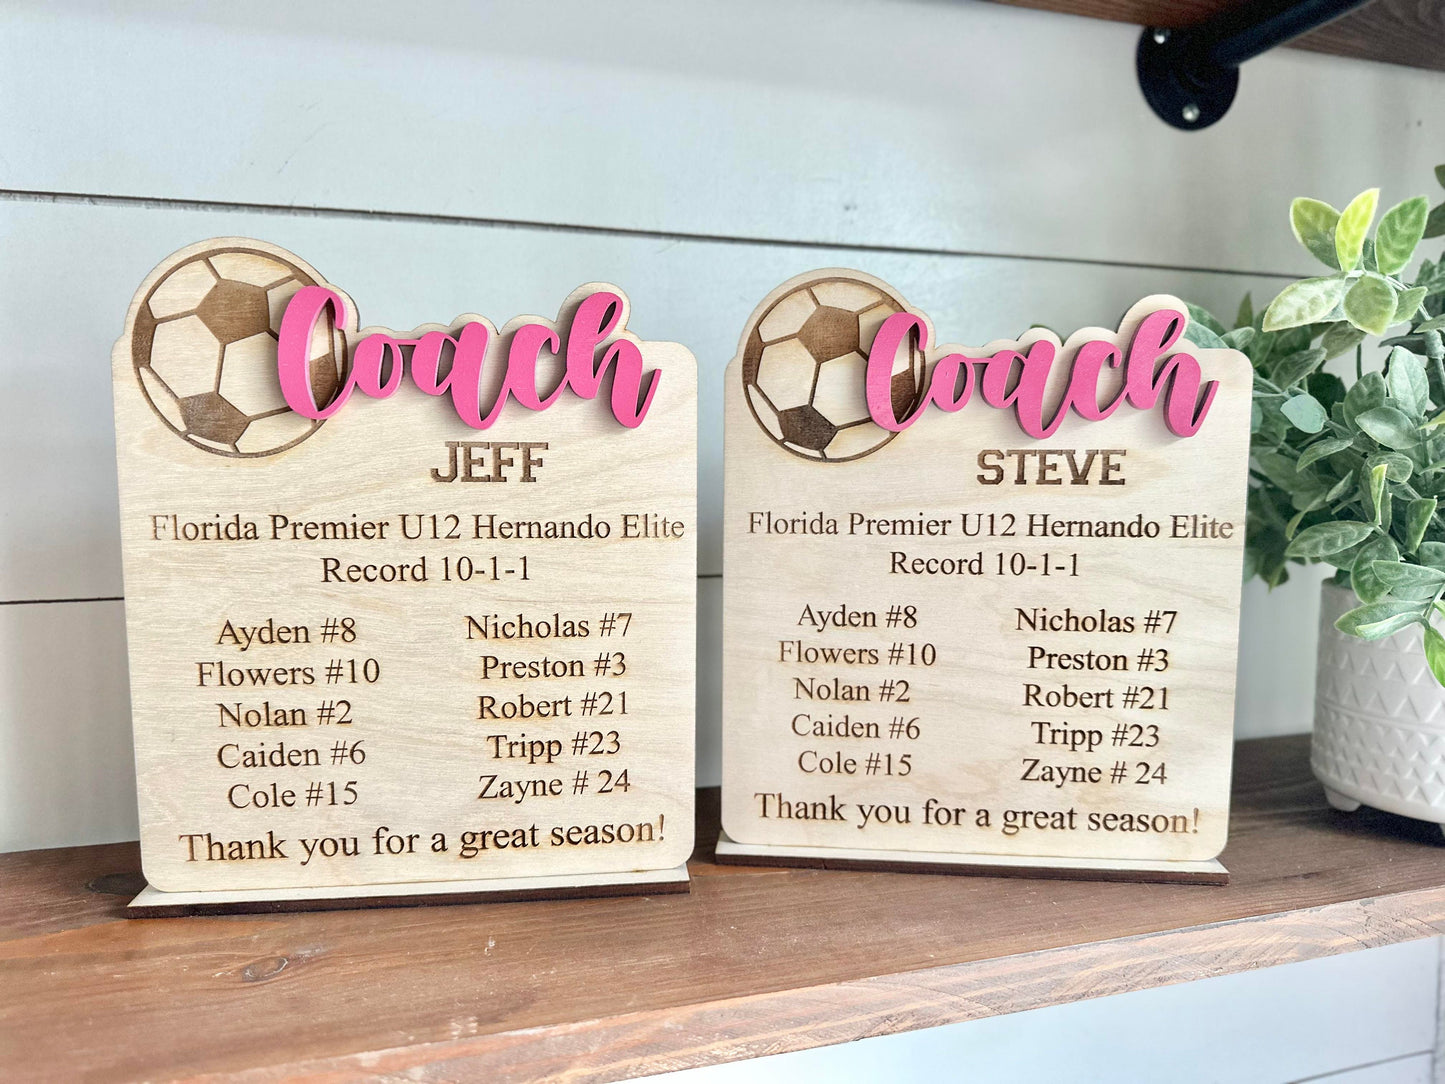 Coach
JEFF
Florida Premier U12 Hernando Elite
Record 10-1-1
Ayden #8
Flowers #10
Nolan #2
Caiden #6
Cole #15
Nicholas #7
Preston #3
Robert #21
Tripp #23
Zayne # 24
Thank you for a great season!
Coach
STEVE
Florida Premier U12 Hernando Elite
Record 10-1-1
Ayden #8
Flowers #10
Nolan #2
Caiden #6
Cole #15
Nicholas #7
Preston #3
Robert #21
Tripp #23
Zayne # 24
Thank you for a great season!